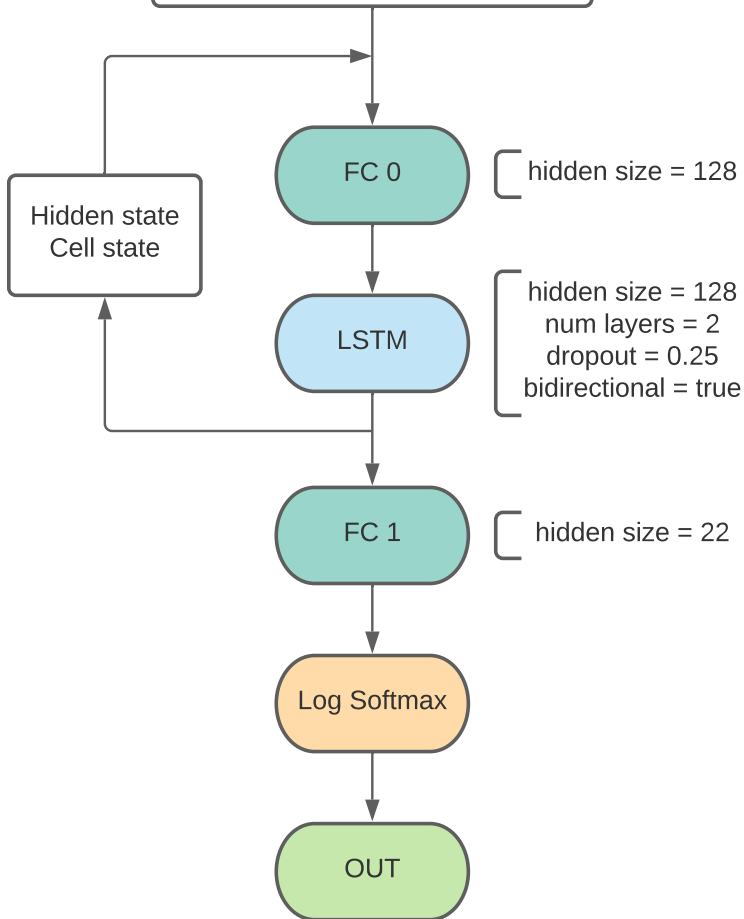 FC 0
hidden size = 128
Hidden state
Cell state
LSTM
hidden size = 128
num layers = 2
dropout = 0.25
bidirectional = true
FC 1
hidden size = 22
Log Softmax
OUT